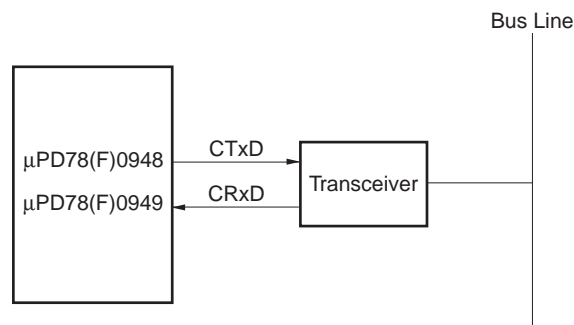 Bus Line
μPD78(F)0948
CTxD
Transceiver
μPD78(F)0949
CRxD